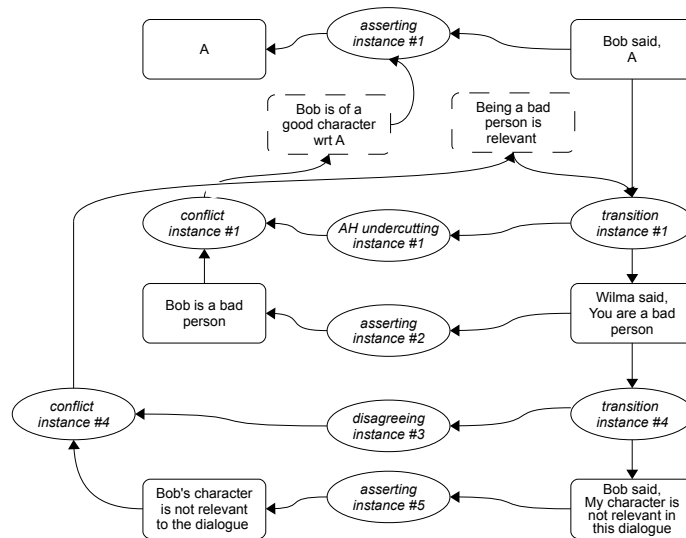 A
asserting
instance #1
Bob said,
A
Bob is of a
good character
wrt A
Being a bad
person is
relevant
conflict
instance #1
AH undercutting
instance #1
transition
instance #1
Bob is a bad
person
asserting
instance #2
Wilma said,
You are a bad
person
conflict
instance #4
disagreeing
instance #3
transition
instance #4
Bob's character
is not relevant
to the dialogue
asserting
instance #5
Bob said,
My character is
not relevant in
this dialogue